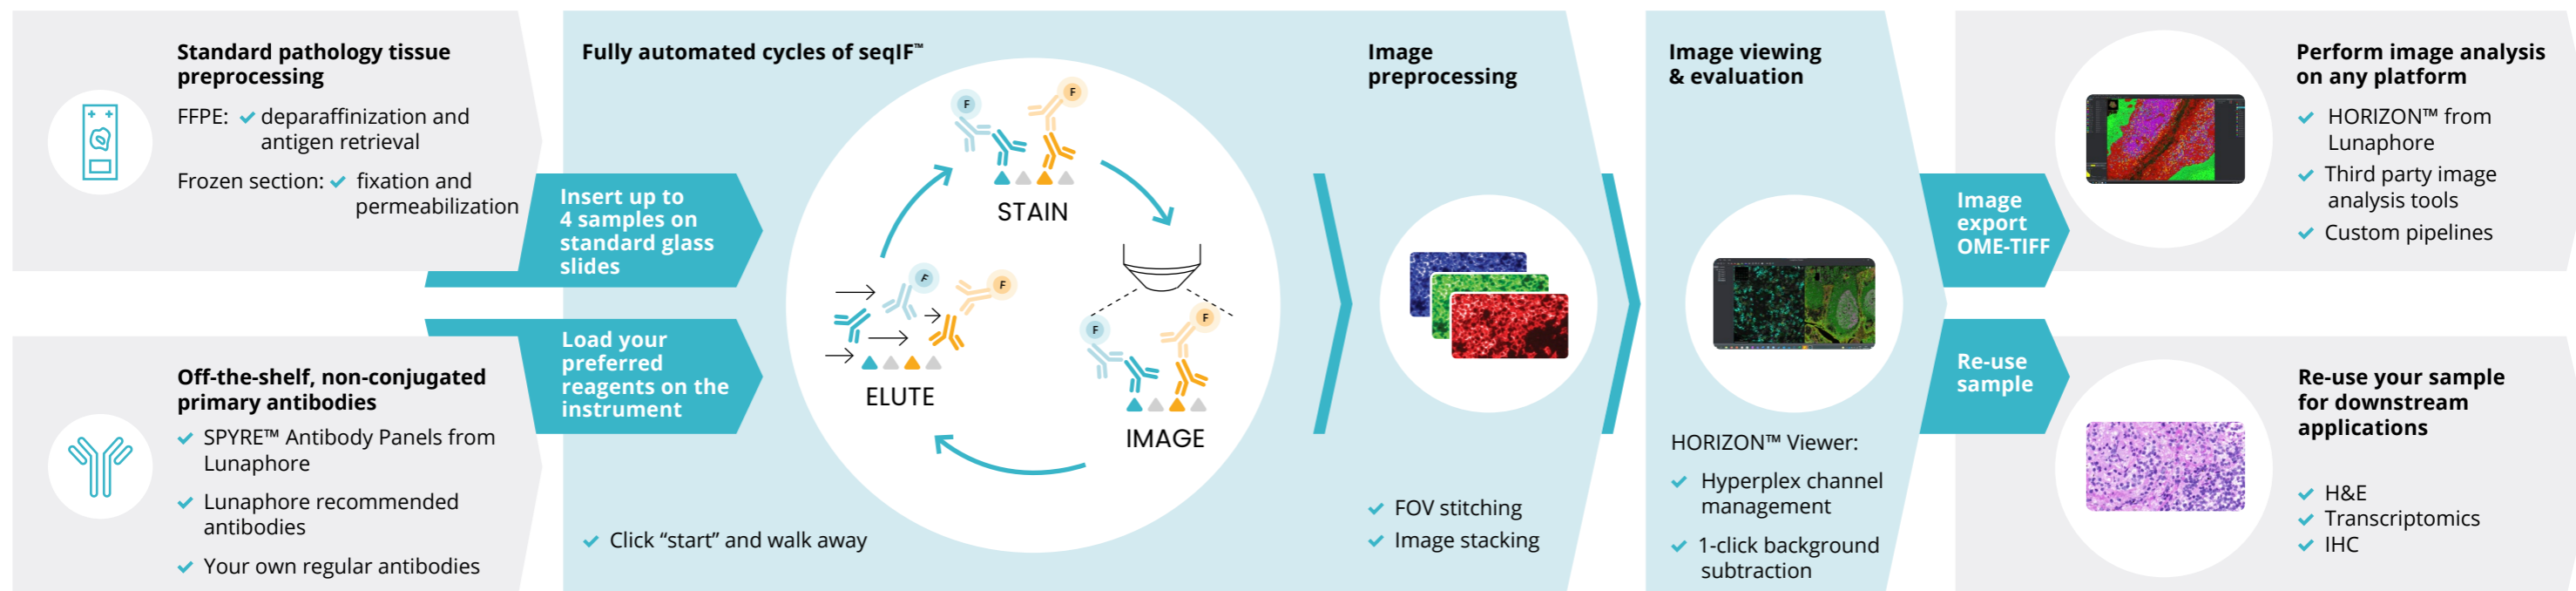 Standard pathology tissue
preprocessing
FFPE: deparaffinization and
antigen retrieval
Frozen section: fixation and
permeabilization
Off-the-shelf, non-conjugated
primary antibodies
SPYRE™ Antibody Panels from
Lunaphore
Lunaphore recommended
antibodies
Your own regular antibodies
Insert up to
4 samples on
standard glass
slides
Load your
preferred
reagents on the
instrument
Fully automated cycles of seqIF™
F
F
STAIN
F
F
IMAGE
F
F
ELUTE
Click “start” and walk away
Image
preprocessing
FOV stitching
Image stacking
Image viewing
& evaluation
HORIZON™ Viewer:
Hyperplex channel
management
1-click background
subtraction
Image
export
OME-TIFF
Re-use
sample
Perform image analysis
on any platform
HORIZON™ from
Lunaphore
Third party image
analysis tools
Custom pipelines
Re-use your sample
for downstream
applications
H&E
Transcriptomics
IHC